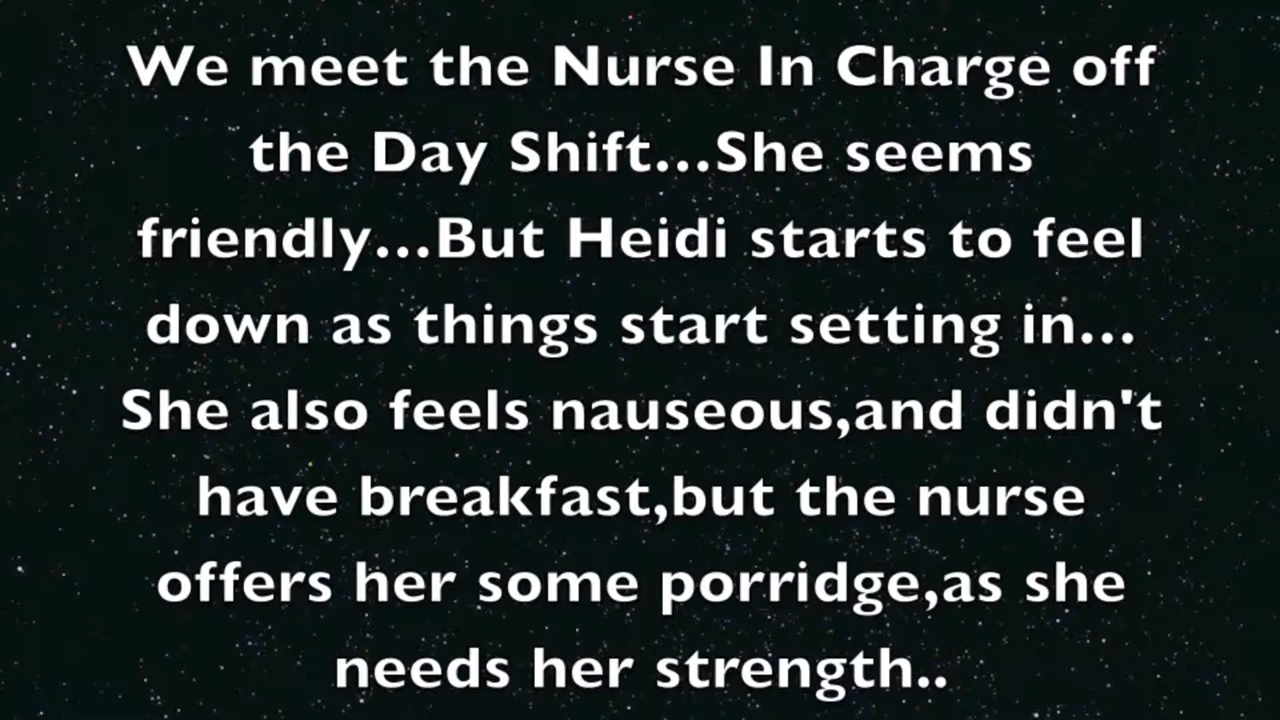 We meet the Nurse In Charge off
the Day Shift...She seems
friendly...But Heidi starts to feel
down as things start setting in...
She also feels nauseous,and didn't
have breakfast,but the nurse
offers her some porridge,as she
needs her strength..